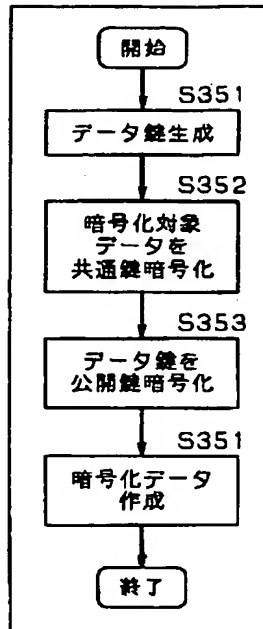 開始
S351
データ鍵生成
S352
暗号化対象
データを
共通鍵暗号化
S353
データ鍵を
公開鍵暗号化
S351
暗号化データ
作成
終了